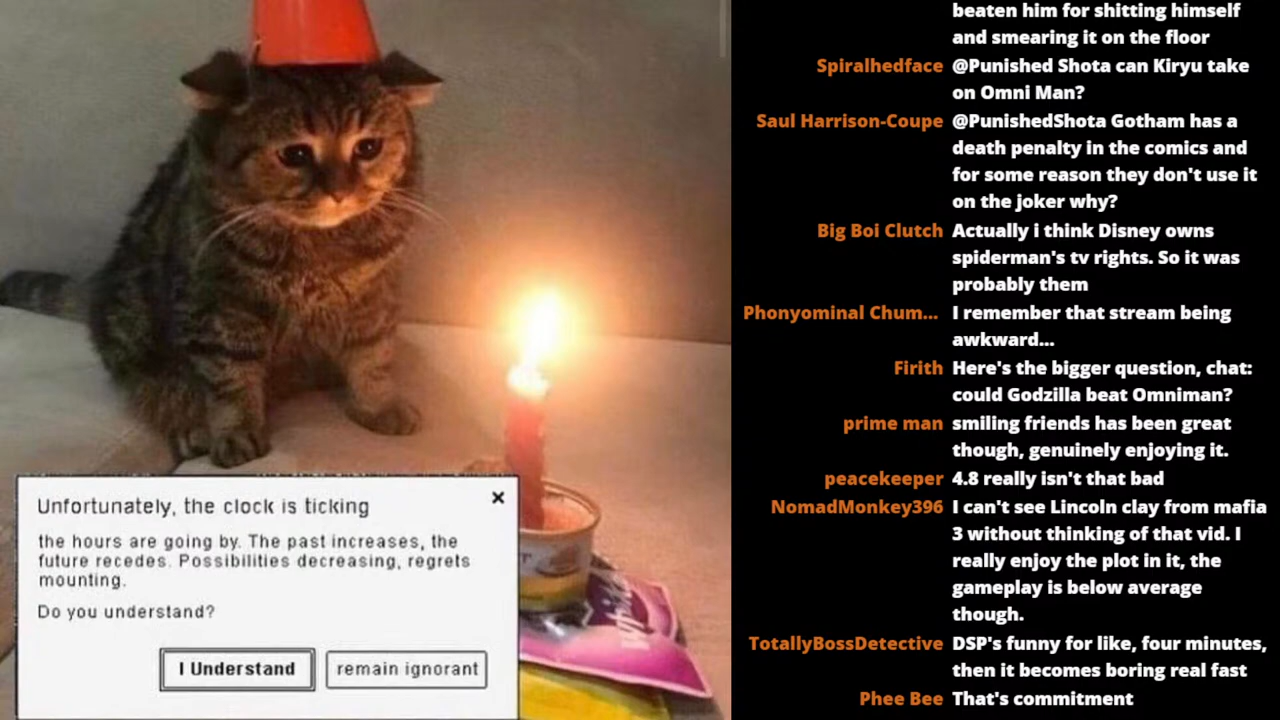 Unfortunately, the clock is ticking
the hours are going by. The past increases, the
future recedes. Possibilities decreasing, regrets
mounting.
Do you understand?
I Understand
remain ignorant
beaten him for shitting himself
and smearing it on the floor
Spiralhedface @Punished Shota can Kiryu take
on Omni Man?
Saul Harrison-Coupe @PunishedShota Gotham has a
death penalty in the comics and
for some reason they don't use it
on the joker why?
Big Boi Clutch Actually i think Disney owns
spiderman's tv rights. So it was
probably them
Phonyominal Chum... I remember that stream being
awkward...
Firith Here's the bigger question, chat:
could Godzilla beat Omniman?
prime man smiling friends has been great
though, genuinely enjoying it.
peacekeeper 4.8 really isn't that bad
NomadMonkey396 I can't see Lincoln clay from mafia
3 without thinking of that vid. I
really enjoy the plot in it, the
gameplay is below average
though.
TotallyBossDetective DSP's funny for like, four minutes,
then it becomes boring real fast
Phee Bee That's commitment